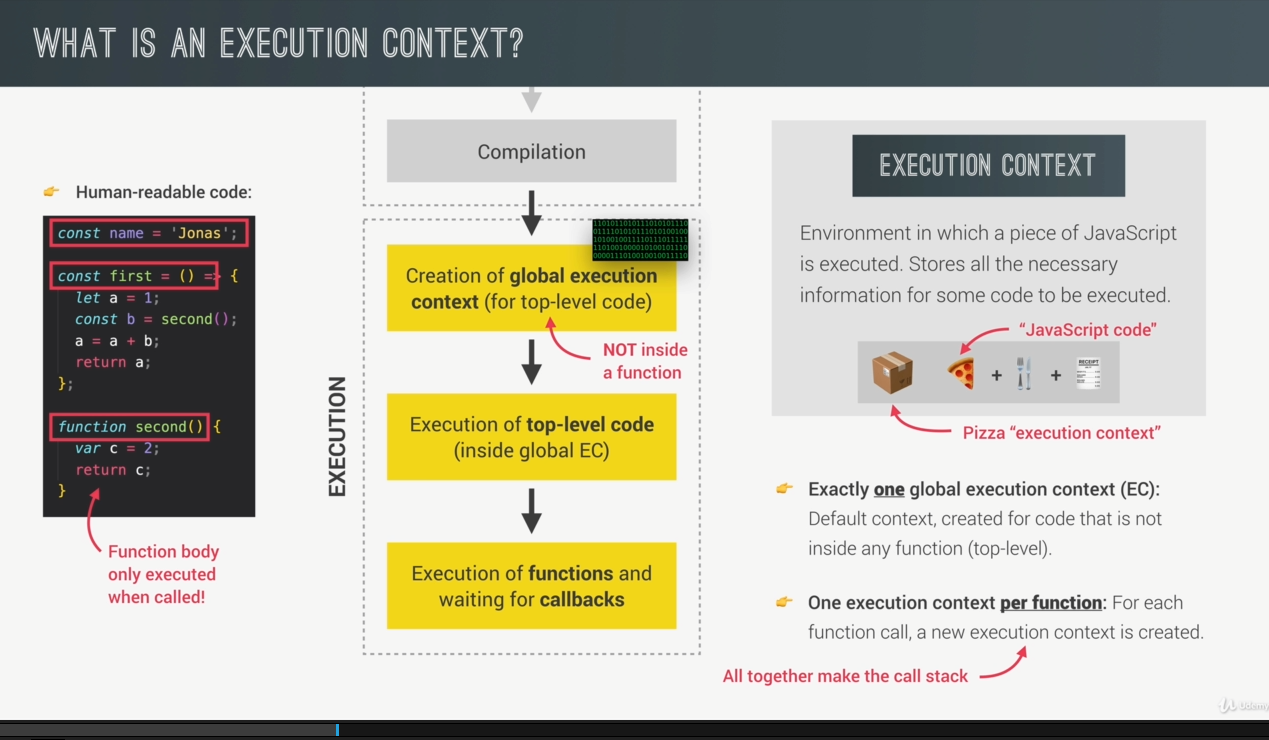 WHAT IS AN EXECUTION CONTEXT?
Human-readable code:
const name = 'Jonas';
const first = () => {
let a = 1;
const b = second();
a = a + b;
return a;
};
function second() {
var c = 2;
return c;
}
Function body
only executed
when called!
EXECUTION
Compilation
Creation of global execution
context (for top-level code)
NOT inside
a function
Execution of top-level code
(inside global EC)
Execution of functions and
waiting for callbacks
EXECUTION CONTEXT
Environment in which a piece of JavaScript
is executed. Stores all the necessary
information for some code to be executed.
"JavaScript code"
+ +
RECEIPT
Pizza "execution context"
Exactly one global execution context (EC):
Default context, created for code that is not
inside any function (top-level).
One execution context per function: For each
function call, a new execution context is created.
All together make the call stack
Udemy